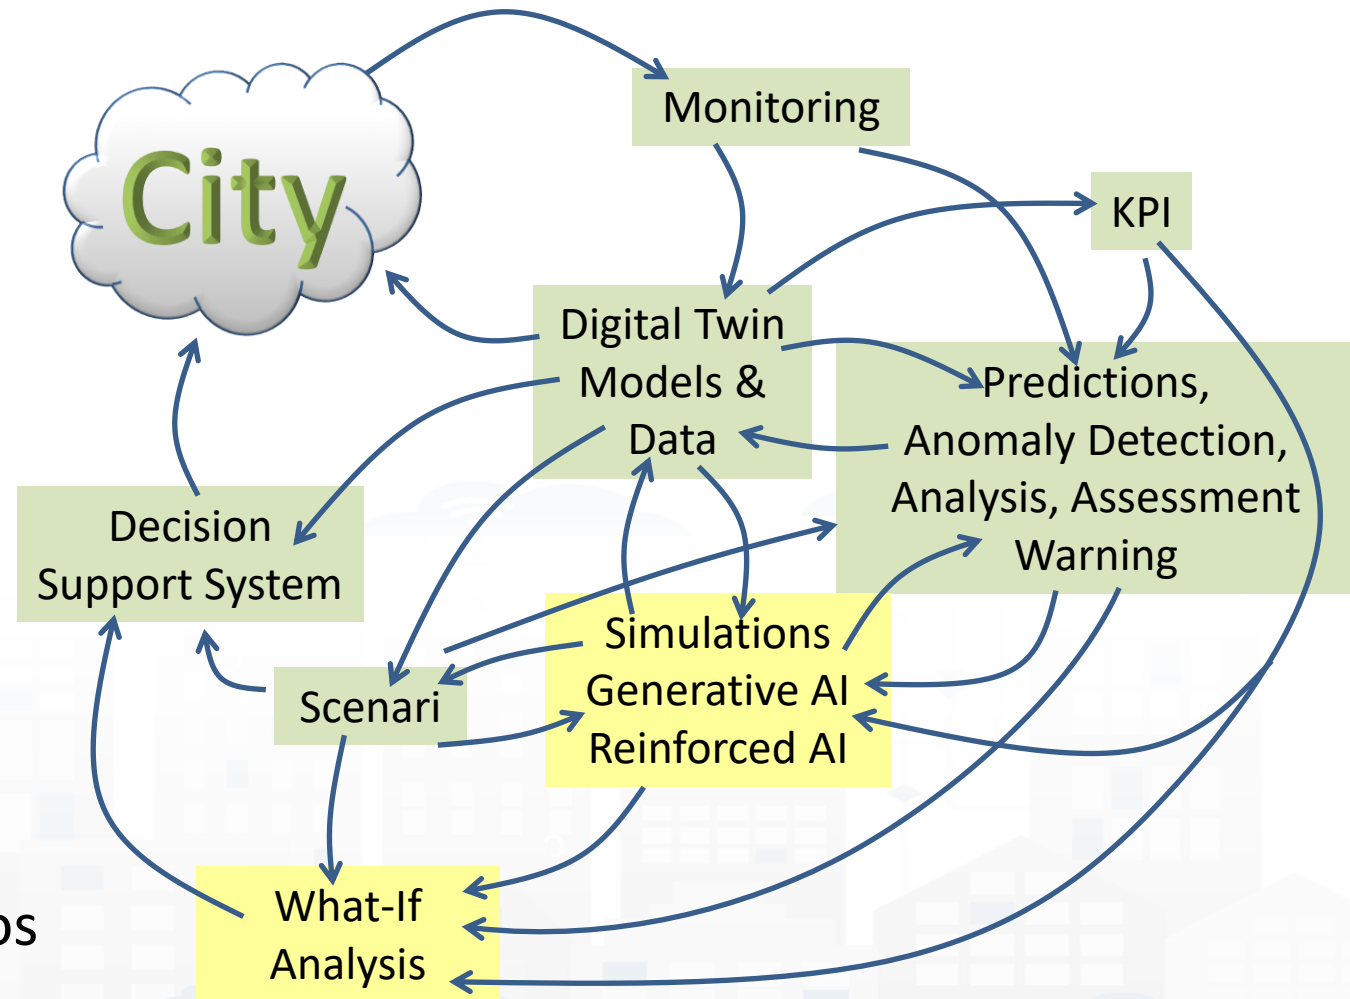 City
Monitoring
KPI
Digital Twin
Models &
Data
Predictions,
Anomaly Detection,
Analysis, Assessment
Warning
Decision
Support System
Simulations
Generative AI
Reinforced AI
Scenari
What-If
Analysis